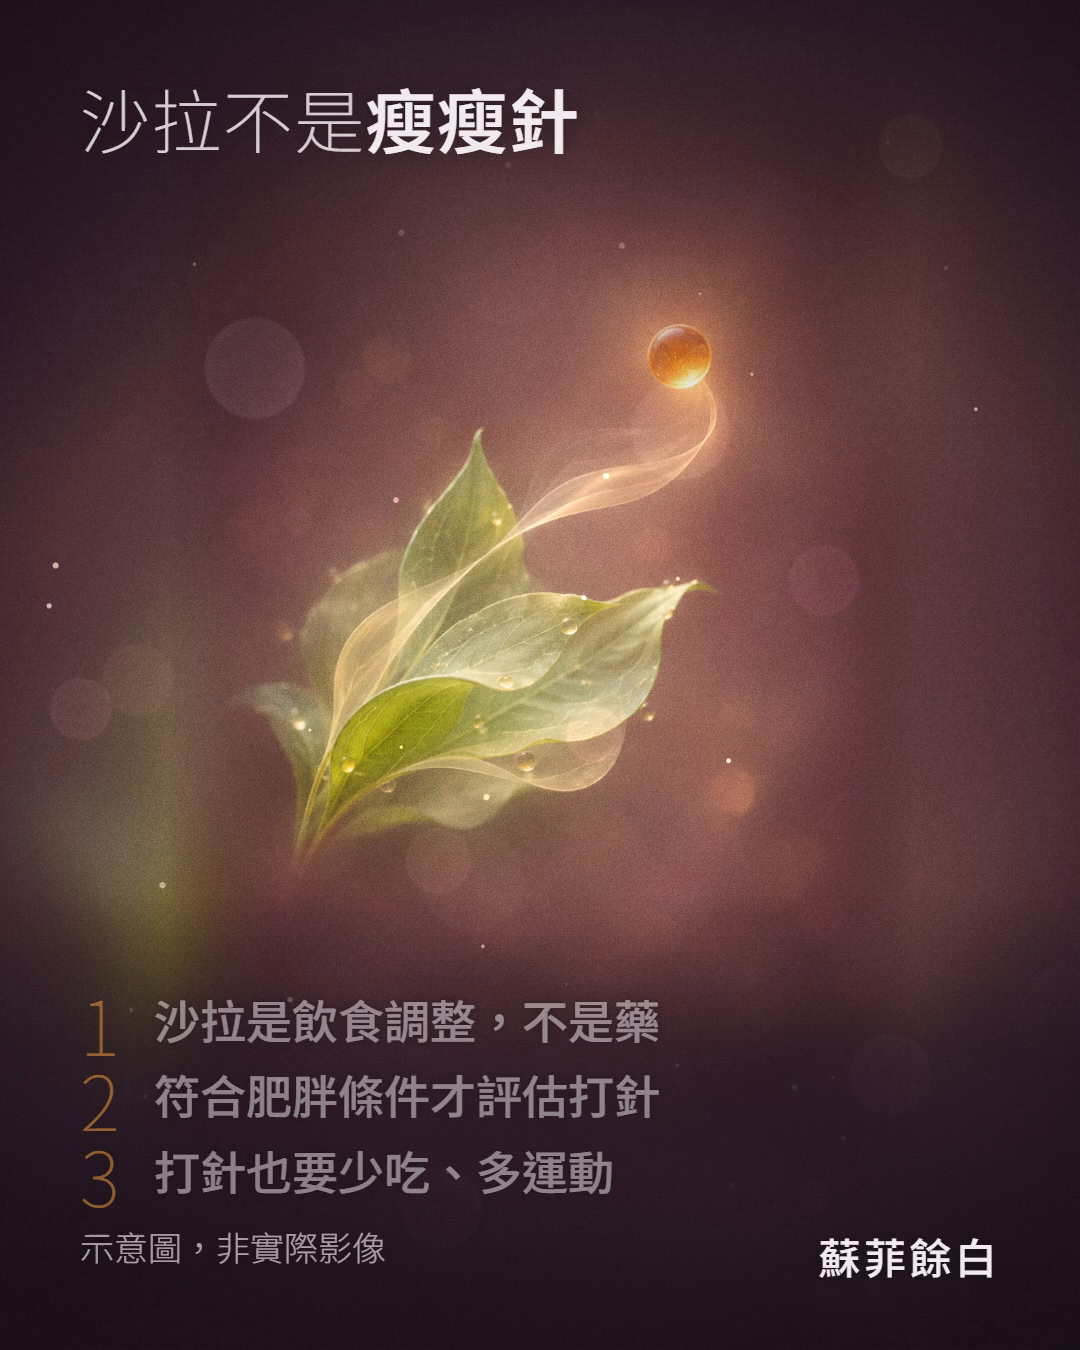 沙拉不是瘦瘦針
1 沙拉是飲食調整，不是藥
2 符合肥胖條件才評估打針
3 打針也要少吃、多運動
示意圖，非實際影像
蘇菲餘白